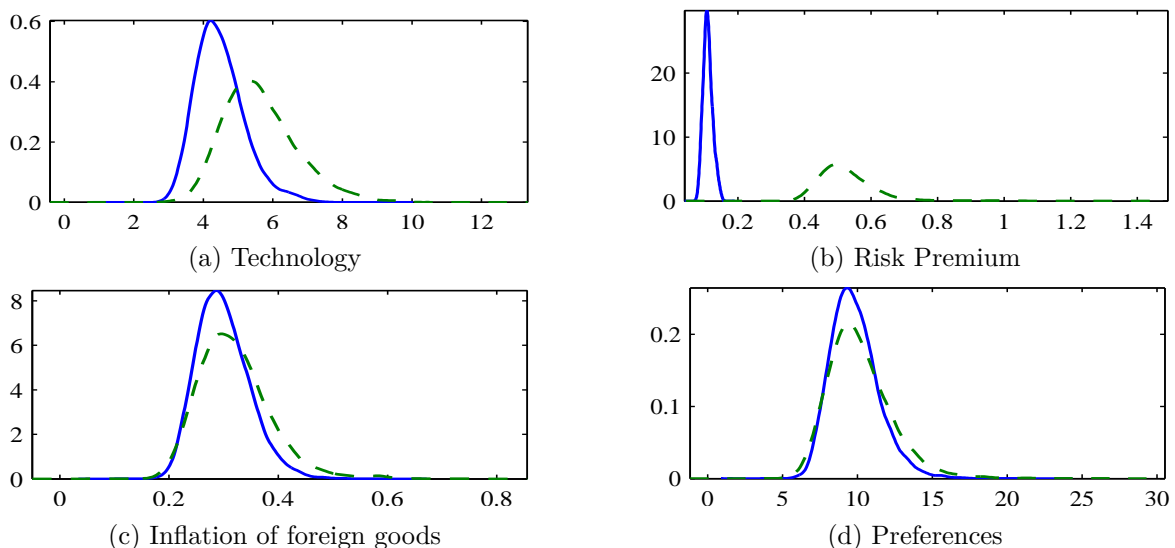 0.6
0.4
0.2
0
0 2 4 6 8 10 12
(a) Technology
20
10
0
0.2 0.4 0.6 0.8 1 1.2 1.4
(b) Risk Premium
8
6
4
2
0
0 0.2 0.4 0.6 0.8
(c) Inflation of foreign goods
0.2
0.1
0
0 5 10 15 20 25 30
(d) Preferences